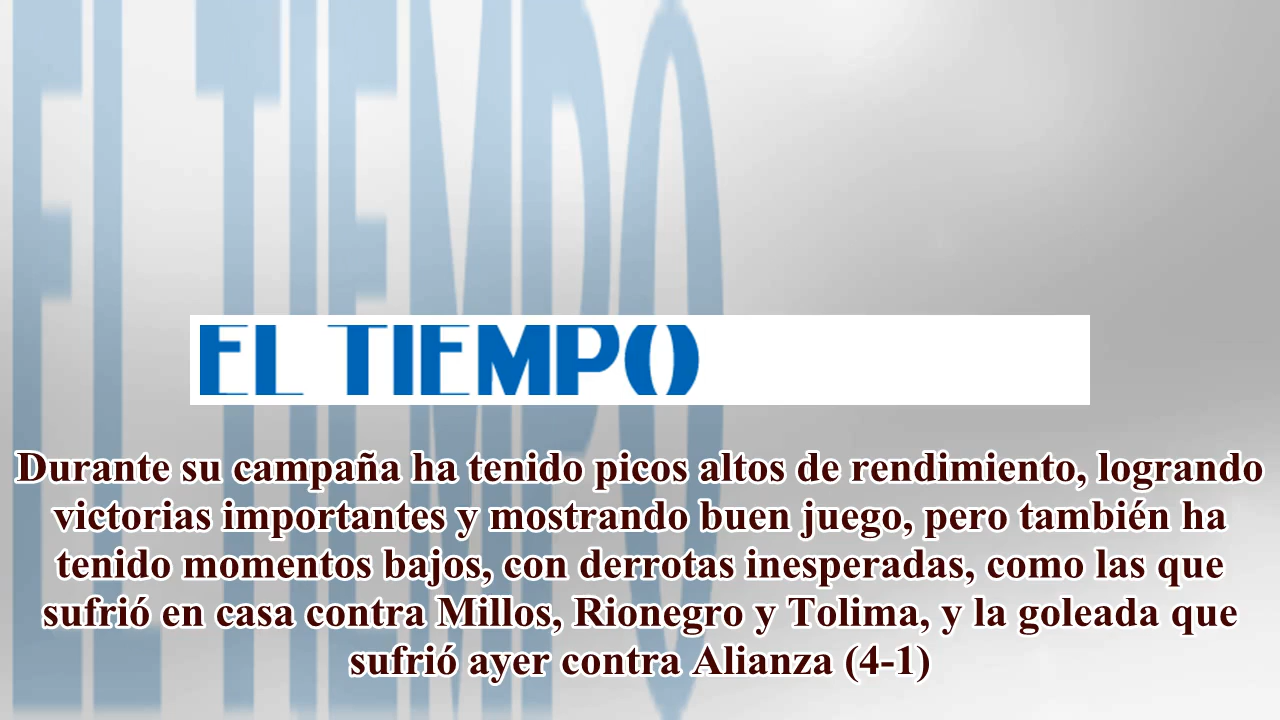 EL TIEMPO
EL TIEMPO
Durante su campaña ha tenido picos altos de rendimiento, logrando
victorias importantes y mostrando buen juego, pero también ha
tenido momentos bajos, con derrotas inesperadas, como las que
sufrió en casa contra Millos, Rionegro y Tolima, y la goleada que
sufrió ayer contra Alianza (4-1)